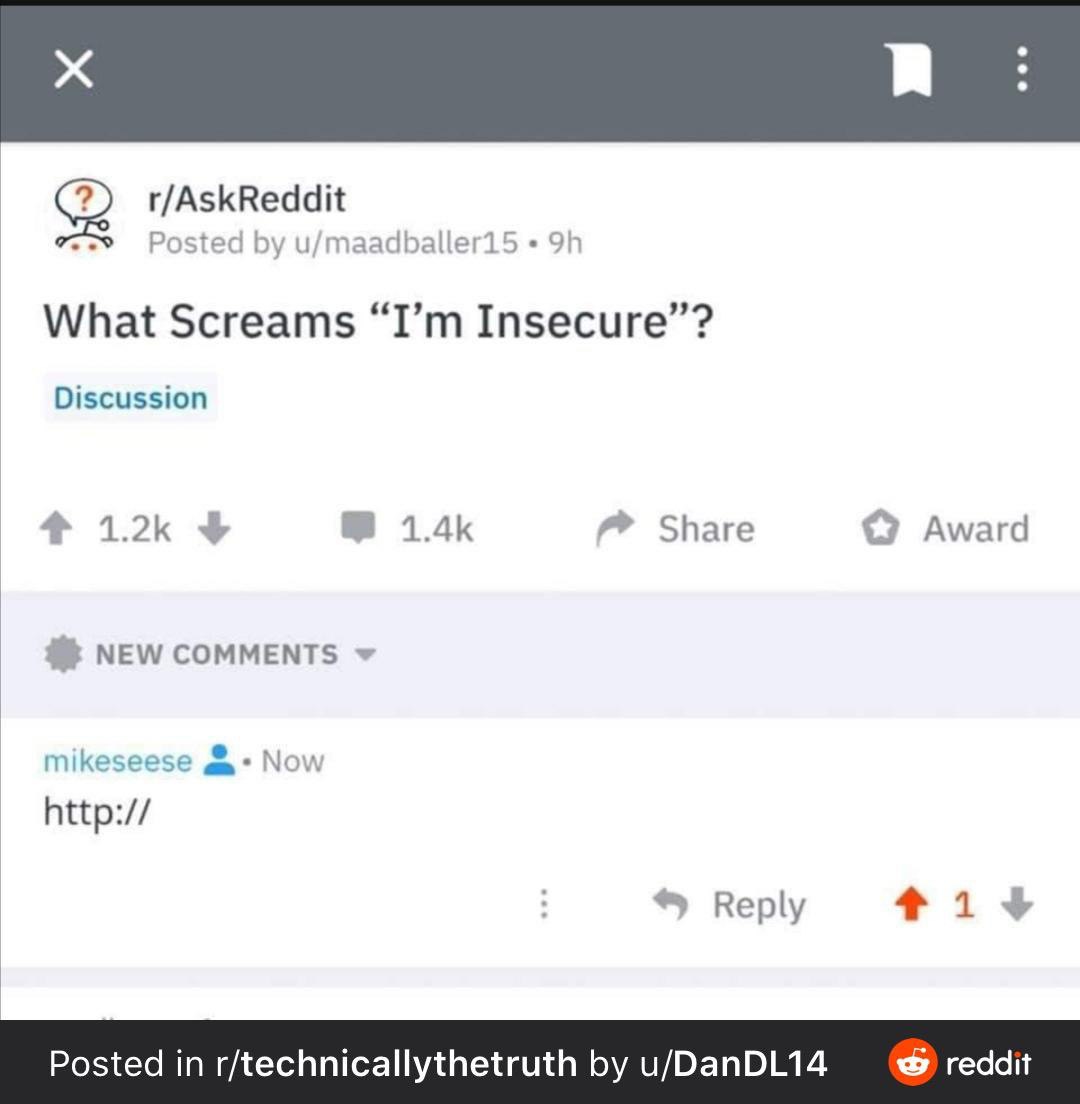 r/AskReddit
Posted by u/maadballer15 • 9h
What Screams “I’m Insecure”?
Discussion
1.2k 1.4k Share Award
NEW COMMENTS
mikeseese • Now
http://
Reply 1
Posted in r/technicallythetruth by u/DanDL14 reddit